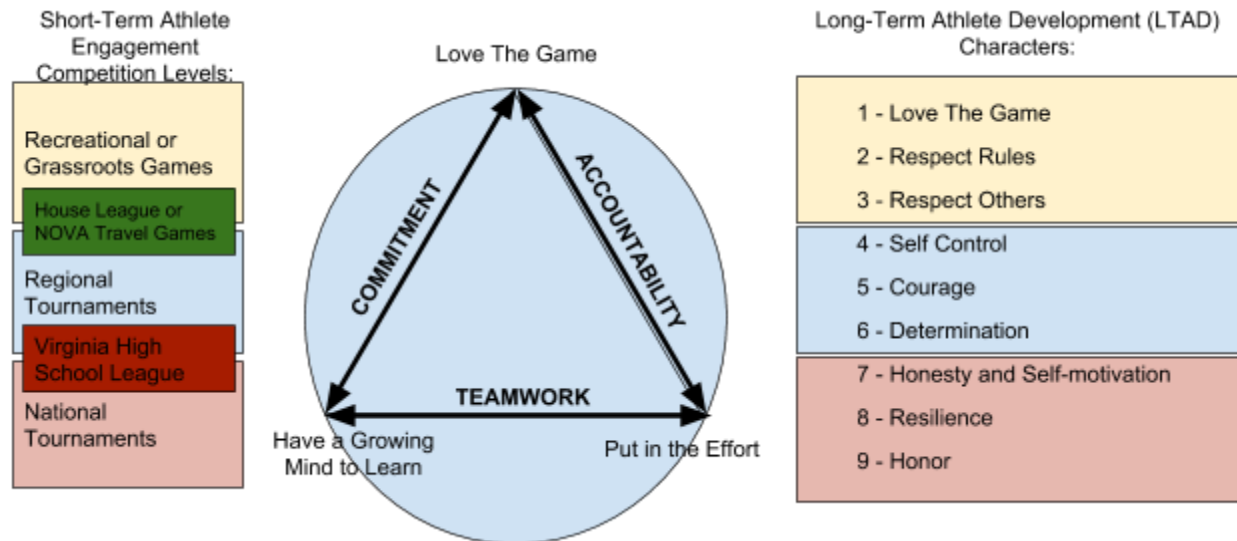 Short-Term Athlete
Engagement
Competition Levels:
Recreational or
Grassroots Games
House League or
NOVA Travel Games
Regional
Tournaments
Virginia High
School League
National
Tournaments
Love The Game
COMMITMENT
ACCOUNTABILITY
TEAMWORK
Have a Growing
Mind to Learn
Put in the Effort
Long-Term Athlete Development (LTAD)
Characters:
1 - Love The Game
2 - Respect Rules
3 - Respect Others
4 - Self Control
5 - Courage
6 - Determination
7 - Honesty and Self-motivation
8 - Resilience
9 - Honor